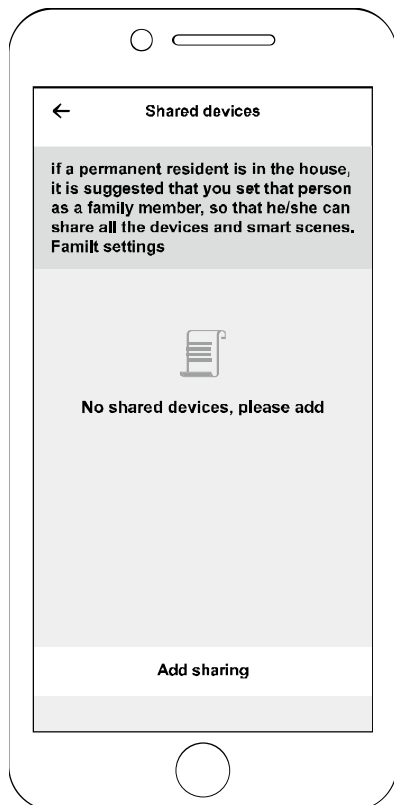 Shared devices
if a permanent resident is in the house,
it is suggested that you set that person
as a family member, so that he/she can
share all the devices and smart scenes.
Familt settings
No shared devices, please add
Add sharing